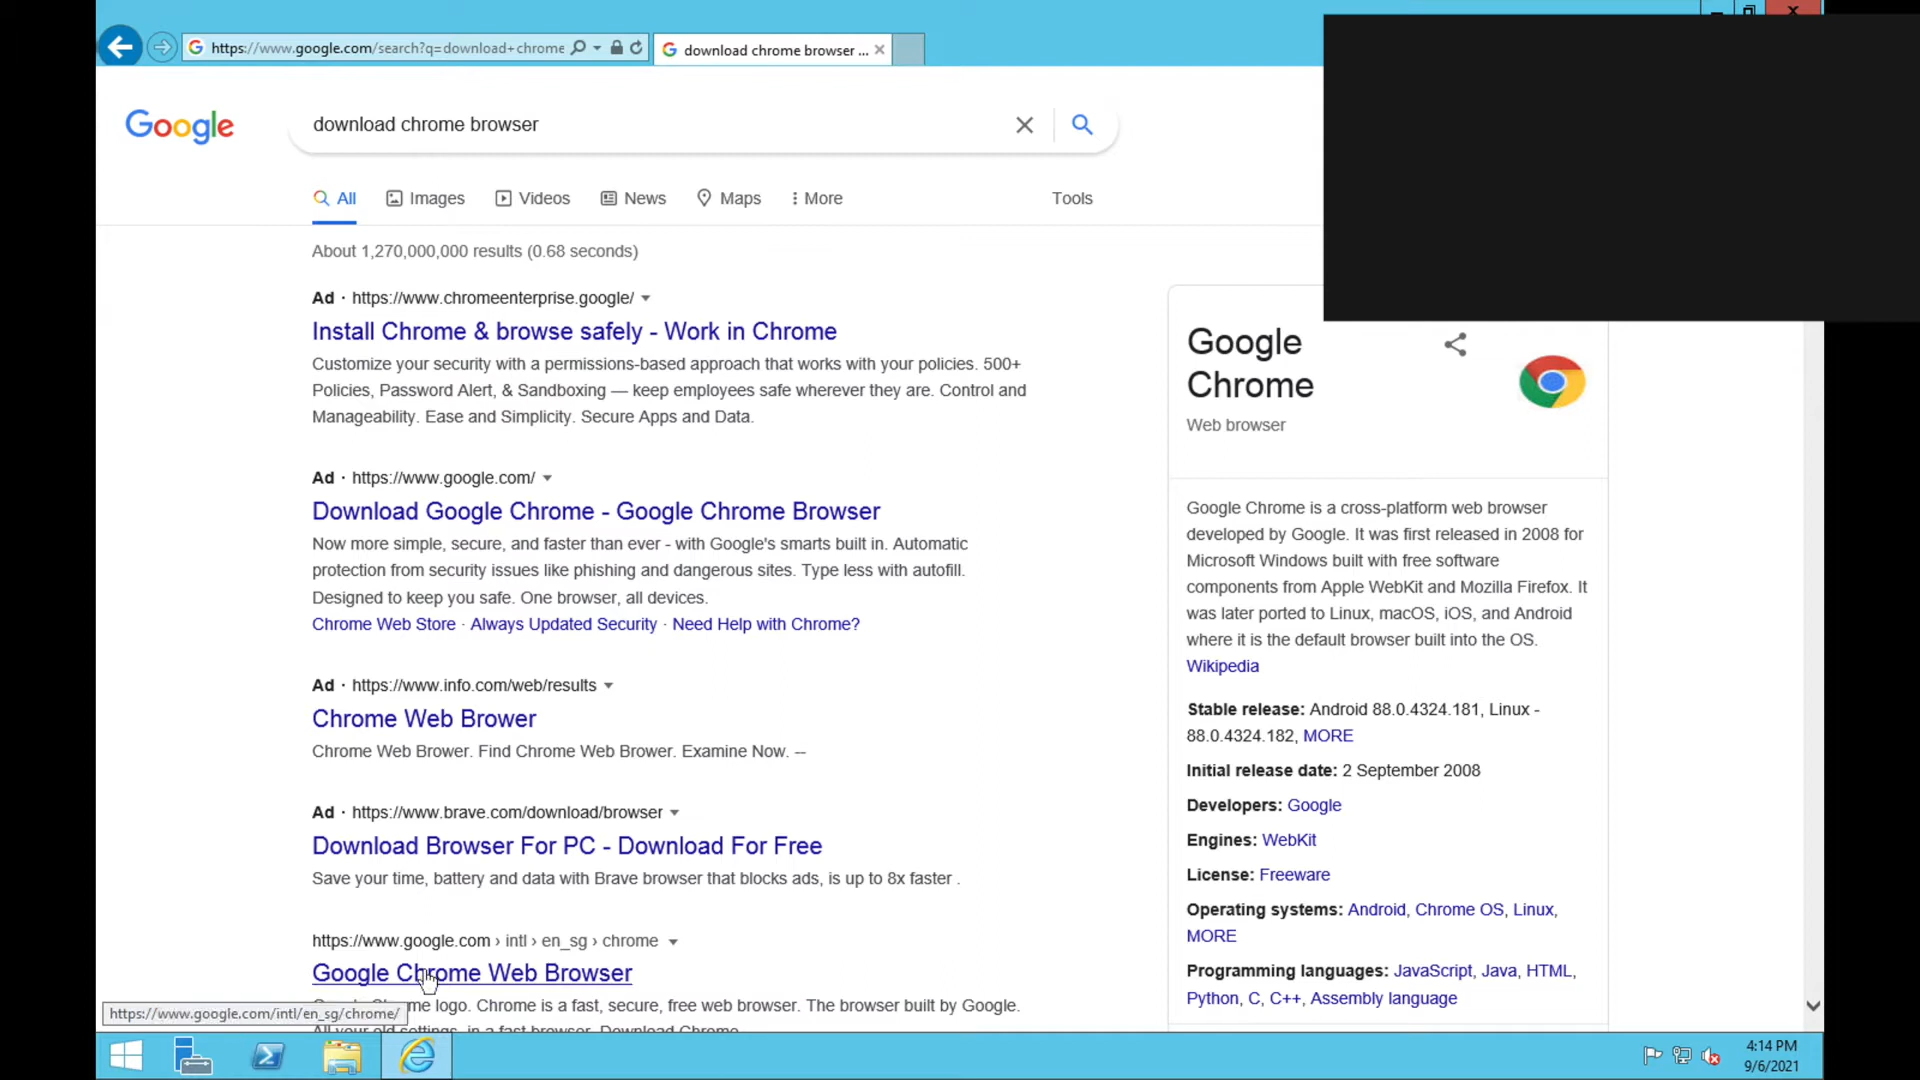 https://www.google.com/search?q=download+chrome
download chrome browser ...
Google
download chrome browser
All
Images
Videos
News
Maps
More
Tools
About 1,270,000,000 results (0.68 seconds)
Ad · https://www.chromeenterprise.google/
Install Chrome & browse safely - Work in Chrome
Customize your security with a permissions-based approach that works with your policies. 500+
Policies, Password Alert, & Sandboxing — keep employees safe wherever they are. Control and
Manageability. Ease and Simplicity. Secure Apps and Data.
Ad · https://www.google.com/
Download Google Chrome - Google Chrome Browser
Now more simple, secure, and faster than ever - with Google's smarts built in. Automatic
protection from security issues like phishing and dangerous sites. Type less with autofill.
Designed to keep you safe. One browser, all devices.
Chrome Web Store · Always Updated Security · Need Help with Chrome?
Ad · https://www.info.com/web/results
Chrome Web Brower
Chrome Web Brower. Find Chrome Web Brower. Examine Now. --
Ad · https://www.brave.com/download/browser
Download Browser For PC - Download For Free
Save your time, battery and data with Brave browser that blocks ads, is up to 8x faster .
https://www.google.com › intl › en_sg › chrome
Google Chrome Web Browser
logo. Chrome is a fast, secure, free web browser. The browser built by Google.
in a fast browser. Download Chrome
https://www.google.com/intl/en_sg/chrome/
Google
Chrome
Web browser
Google Chrome is a cross-platform web browser
developed by Google. It was first released in 2008 for
Microsoft Windows built with free software
components from Apple WebKit and Mozilla Firefox. It
was later ported to Linux, macOS, iOS, and Android
where it is the default browser built into the OS.
Wikipedia
Stable release: Android 88.0.4324.181, Linux -
88.0.4324.182, MORE
Initial release date: 2 September 2008
Developers: Google
Engines: WebKit
License: Freeware
Operating systems: Android, Chrome OS, Linux,
MORE
Programming languages: JavaScript, Java, HTML,
Python, C, C++, Assembly language
4:14 PM
9/6/2021